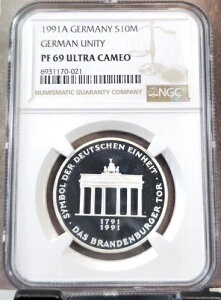 1991A GERMANY S10M
GERMAN UNITY
PF 69 ULTRA CAMEO
6931170-021
NUMISMATIC GUARANTY COMPANY
NGC
SYMBOL DER DEUTSCHEN EINHEIT
1791
1991
DAS BRANDENBURGER TOR